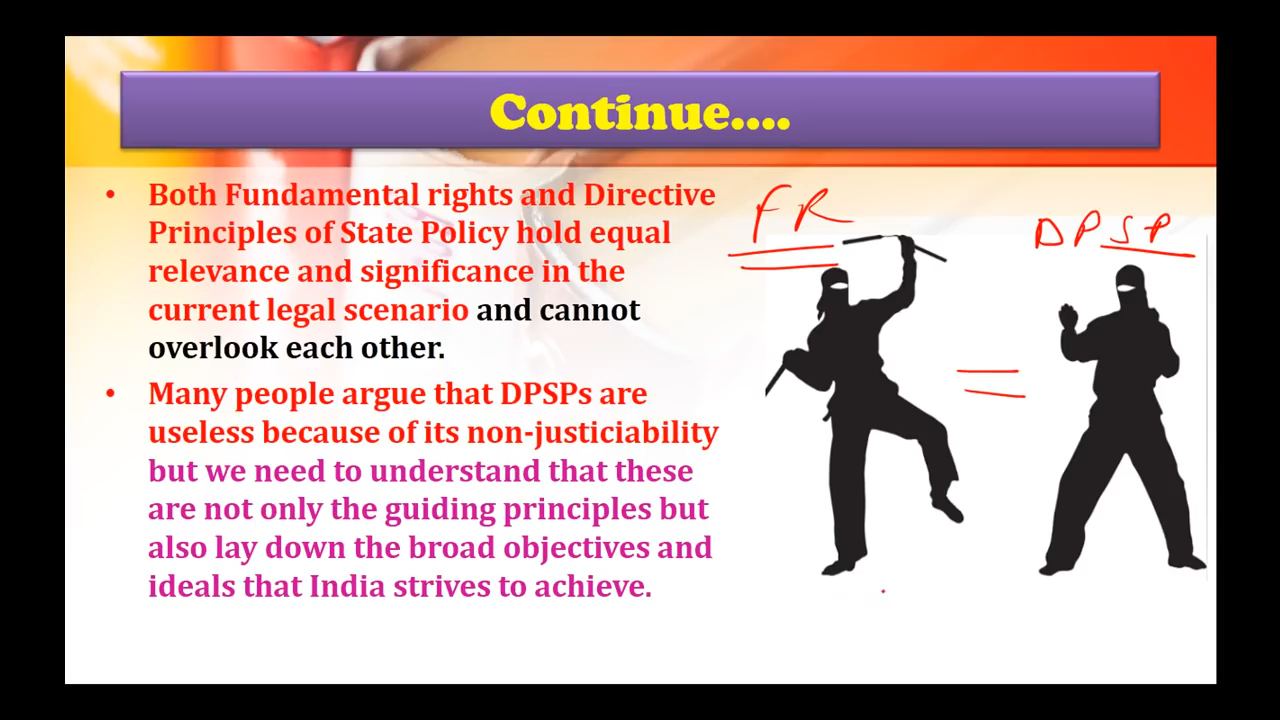 Continue....
• Both Fundamental rights and Directive
Principles of State Policy hold equal
relevance and significance in the
current legal scenario and cannot
overlook each other.
• Many people argue that DPSPs are
useless because of its non-justiciability
but we need to understand that these
are not only the guiding principles but
also lay down the broad objectives and
ideals that India strives to achieve.
FR
DPSP
=